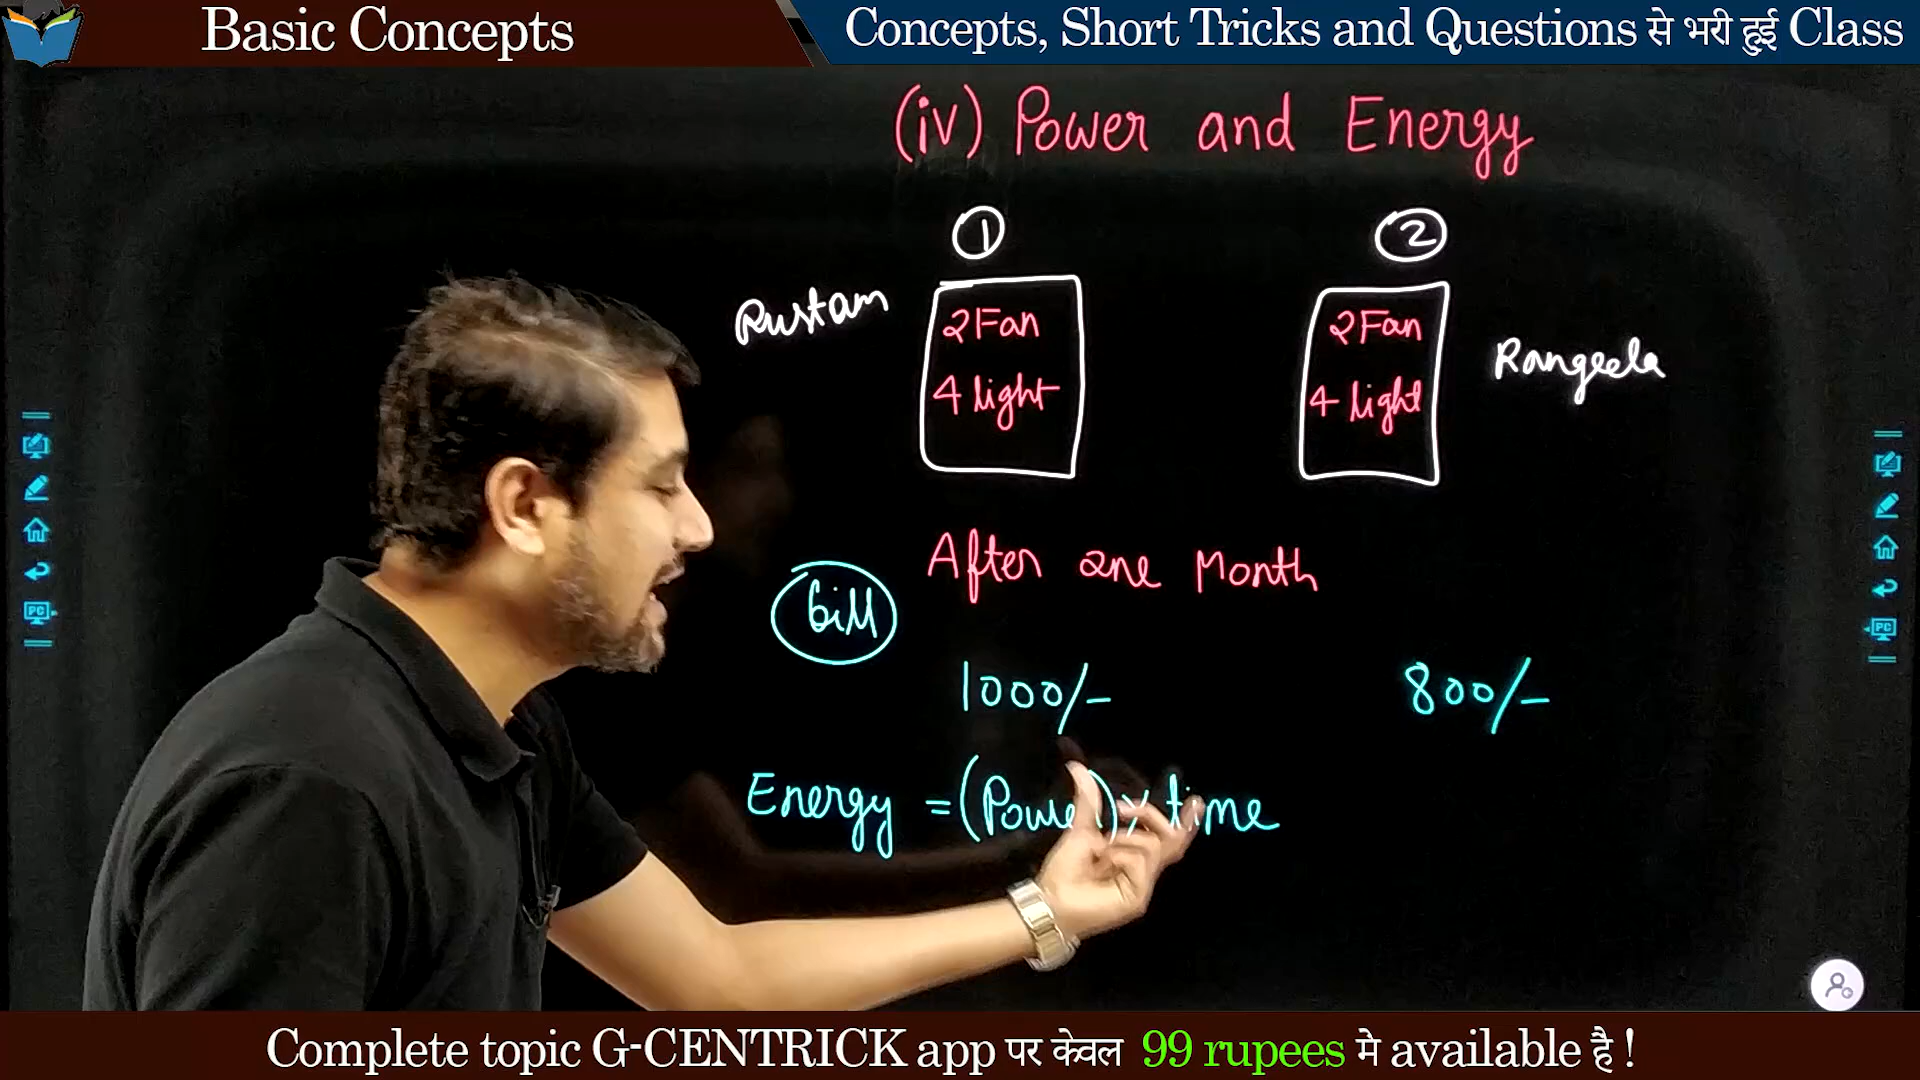 Basic Concepts
Concepts, Short Tricks and Questions से भरी हुई Class
(iv) Power and Energy
1
2
Rustam
2 Fan
4 light
2 Fan
4 light
Rangeela
After one Month
bill
1000/-
800/-
Energy = (Power) x time
PC
PC
Complete topic G-CENTRICK app पर केवल 99 rupees मे available है !